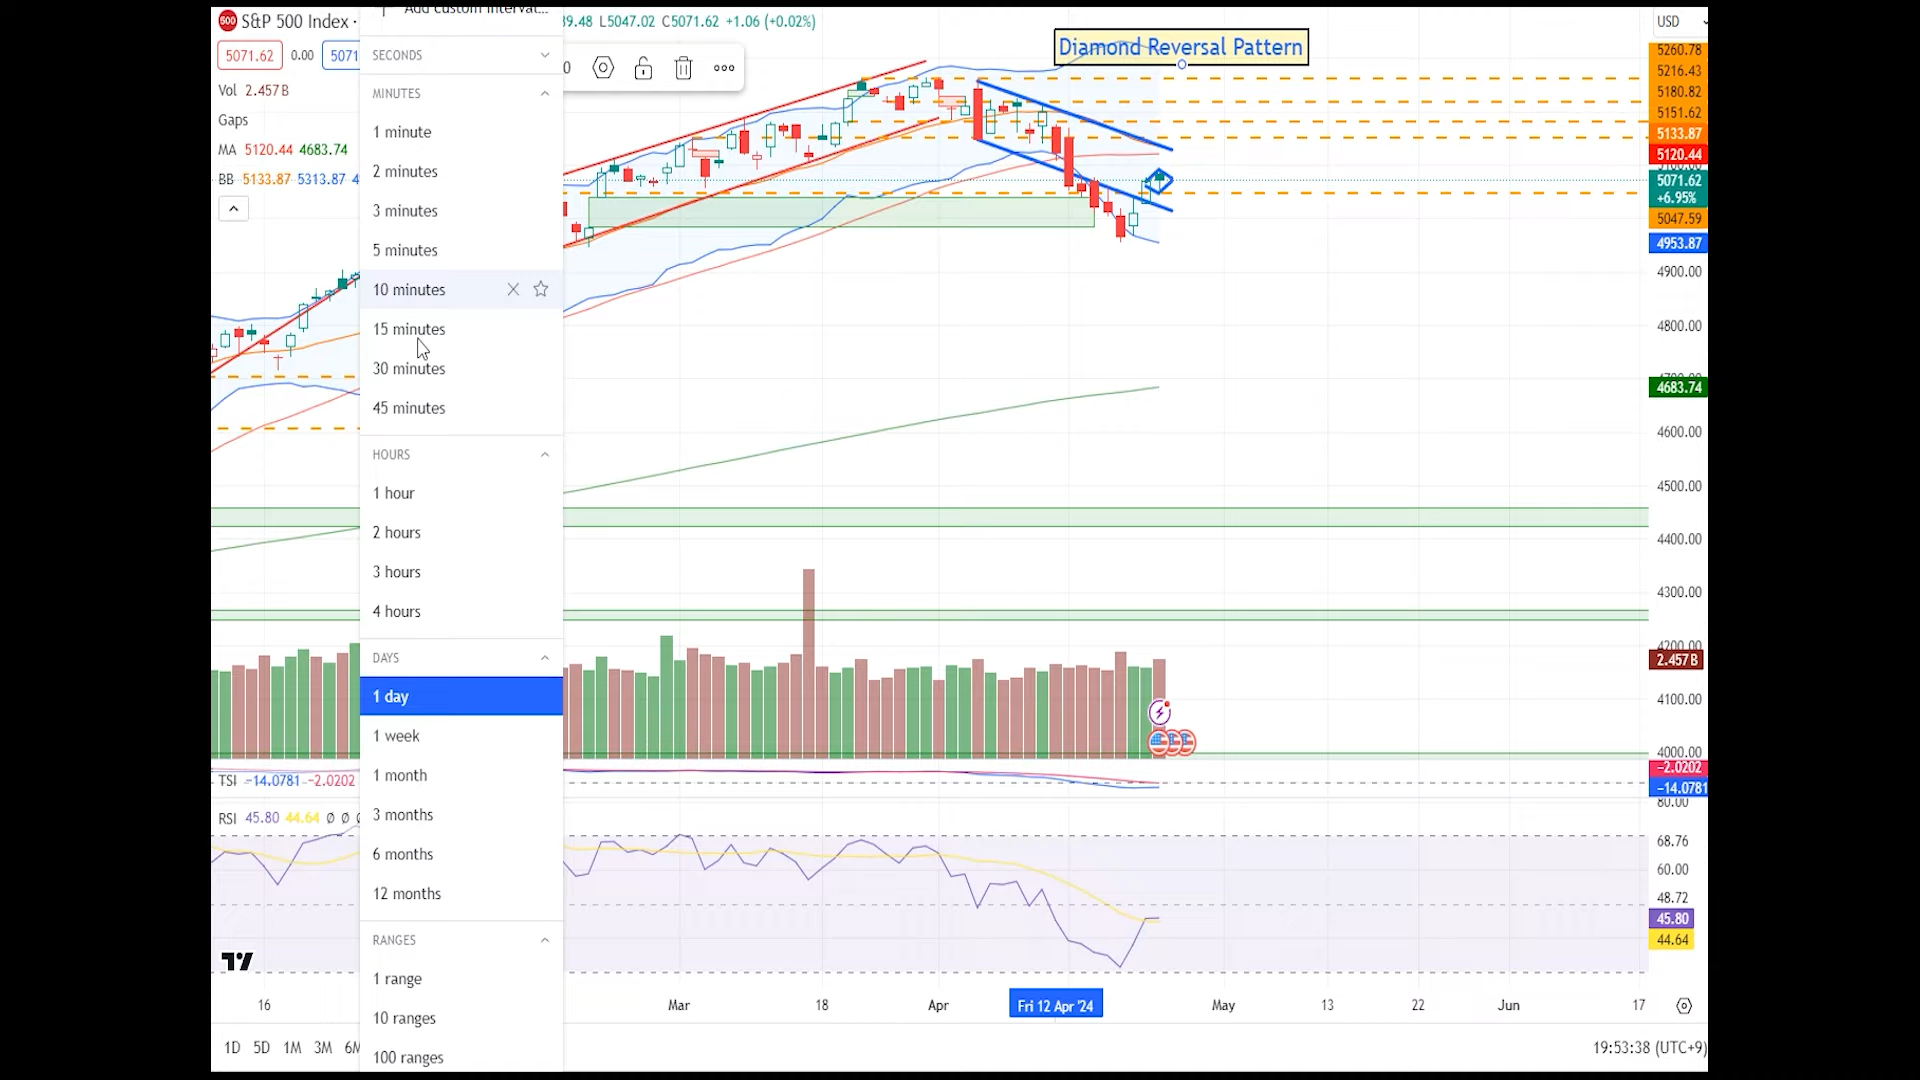 500 S&P 500 Index ·
39.48 L5047.02 C5071.62 +1.06 (+0.02%)
5071.62 0.00 5071
Vol 2.457B
Gaps
MA 5120.44 4683.74
BB 5133.87 5313.87 4
Add custom interval...
SECONDS
MINUTES
1 minute
2 minutes
3 minutes
5 minutes
10 minutes
15 minutes
30 minutes
45 minutes
HOURS
1 hour
2 hours
3 hours
4 hours
DAYS
1 day
1 week
1 month
3 months
6 months
12 months
RANGES
1 range
10 ranges
100 ranges
0
Diamond Reversal Pattern
USD
5260.78
5216.43
5180.82
5151.62
5133.87
5120.44
5071.62
+6.95%
5047.59
4953.87
4900.00
4800.00
4683.74
4600.00
4500.00
4400.00
4300.00
4200.00
2.457B
4100.00
4000.00
−2.0202
−14.0781
80.00
68.76
60.00
48.72
45.80
44.64
TSI −14.0781 −2.0202
RSI 45.80 44.64 Ø Ø
16 Mar 18 Apr Fri 12 Apr '24 May 13 22 Jun 17
1D 5D 1M 3M 6M
19:53:38 (UTC+9)